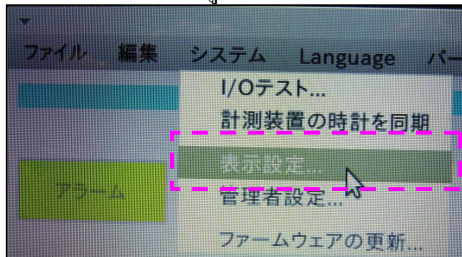 ファイル 編集 システム Language バー
I/Oテスト...
計測装置の時計を同期
表示設定...
アラーム
管理者設定...
ファームウェアの更新...